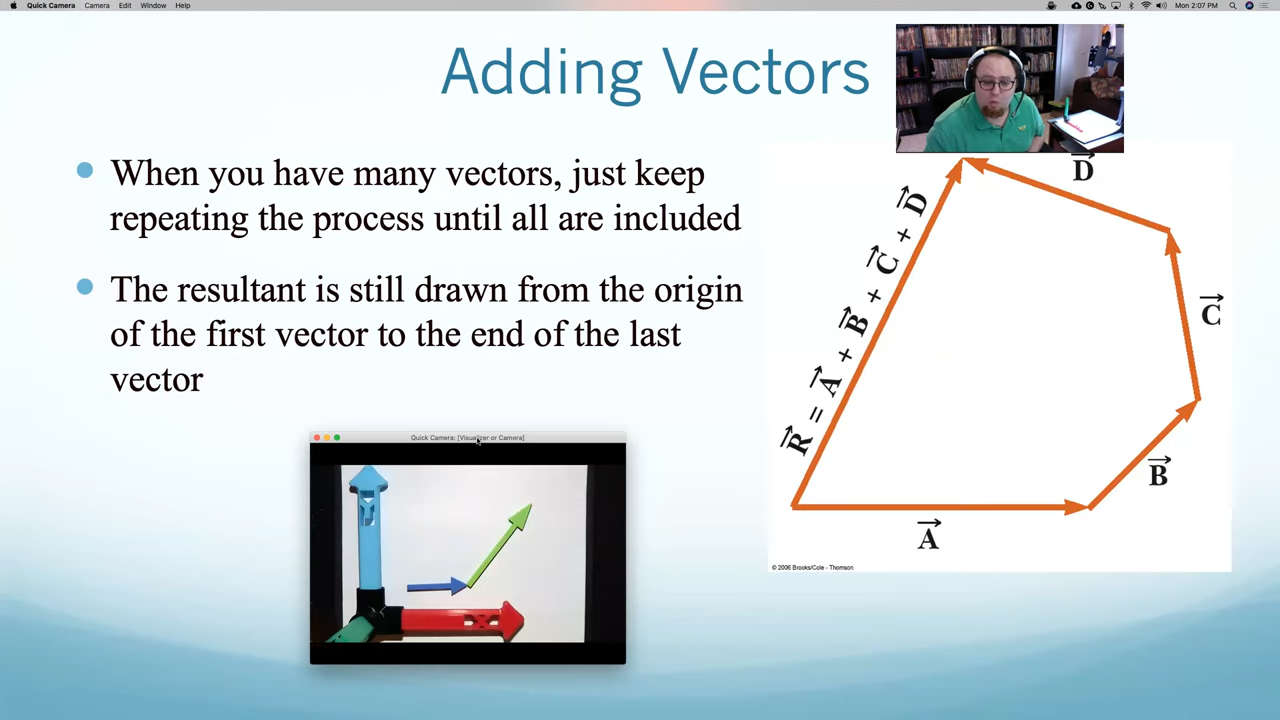 Quick Camera Camera Edit Window Help Mon 2:07 PM
Adding Vectors
When you have many vectors, just keep
repeating the process until all are included
The resultant is still drawn from the origin
of the first vector to the end of the last
vector
Quick Camera: [Visualizer or Camera]
Y
X
D
R = A + B + C + D
C
B
A
© 2006 Brooks/Cole - Thomson